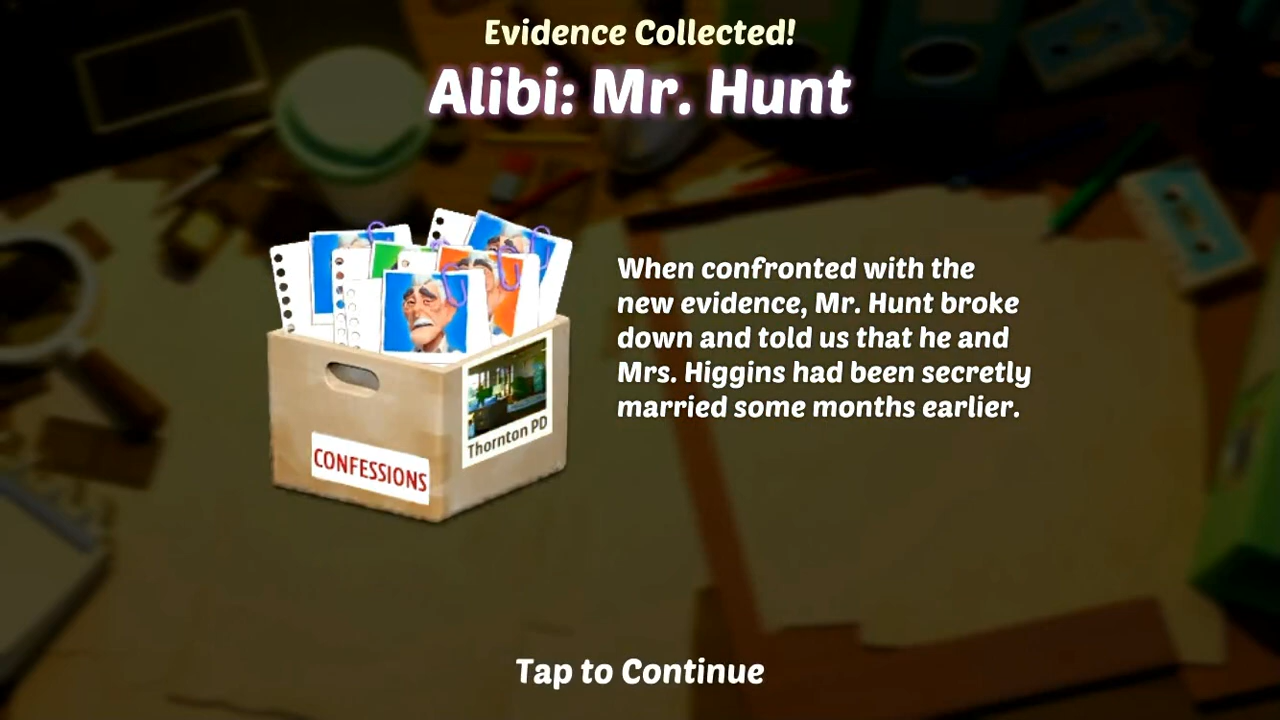 Evidence Collected!
Alibi: Mr. Hunt
When confronted with the
new evidence, Mr. Hunt broke
down and told us that he and
Mrs. Higgins had been secretly
married some months earlier.
Thornton PD
CONFESSIONS
Tap to Continue